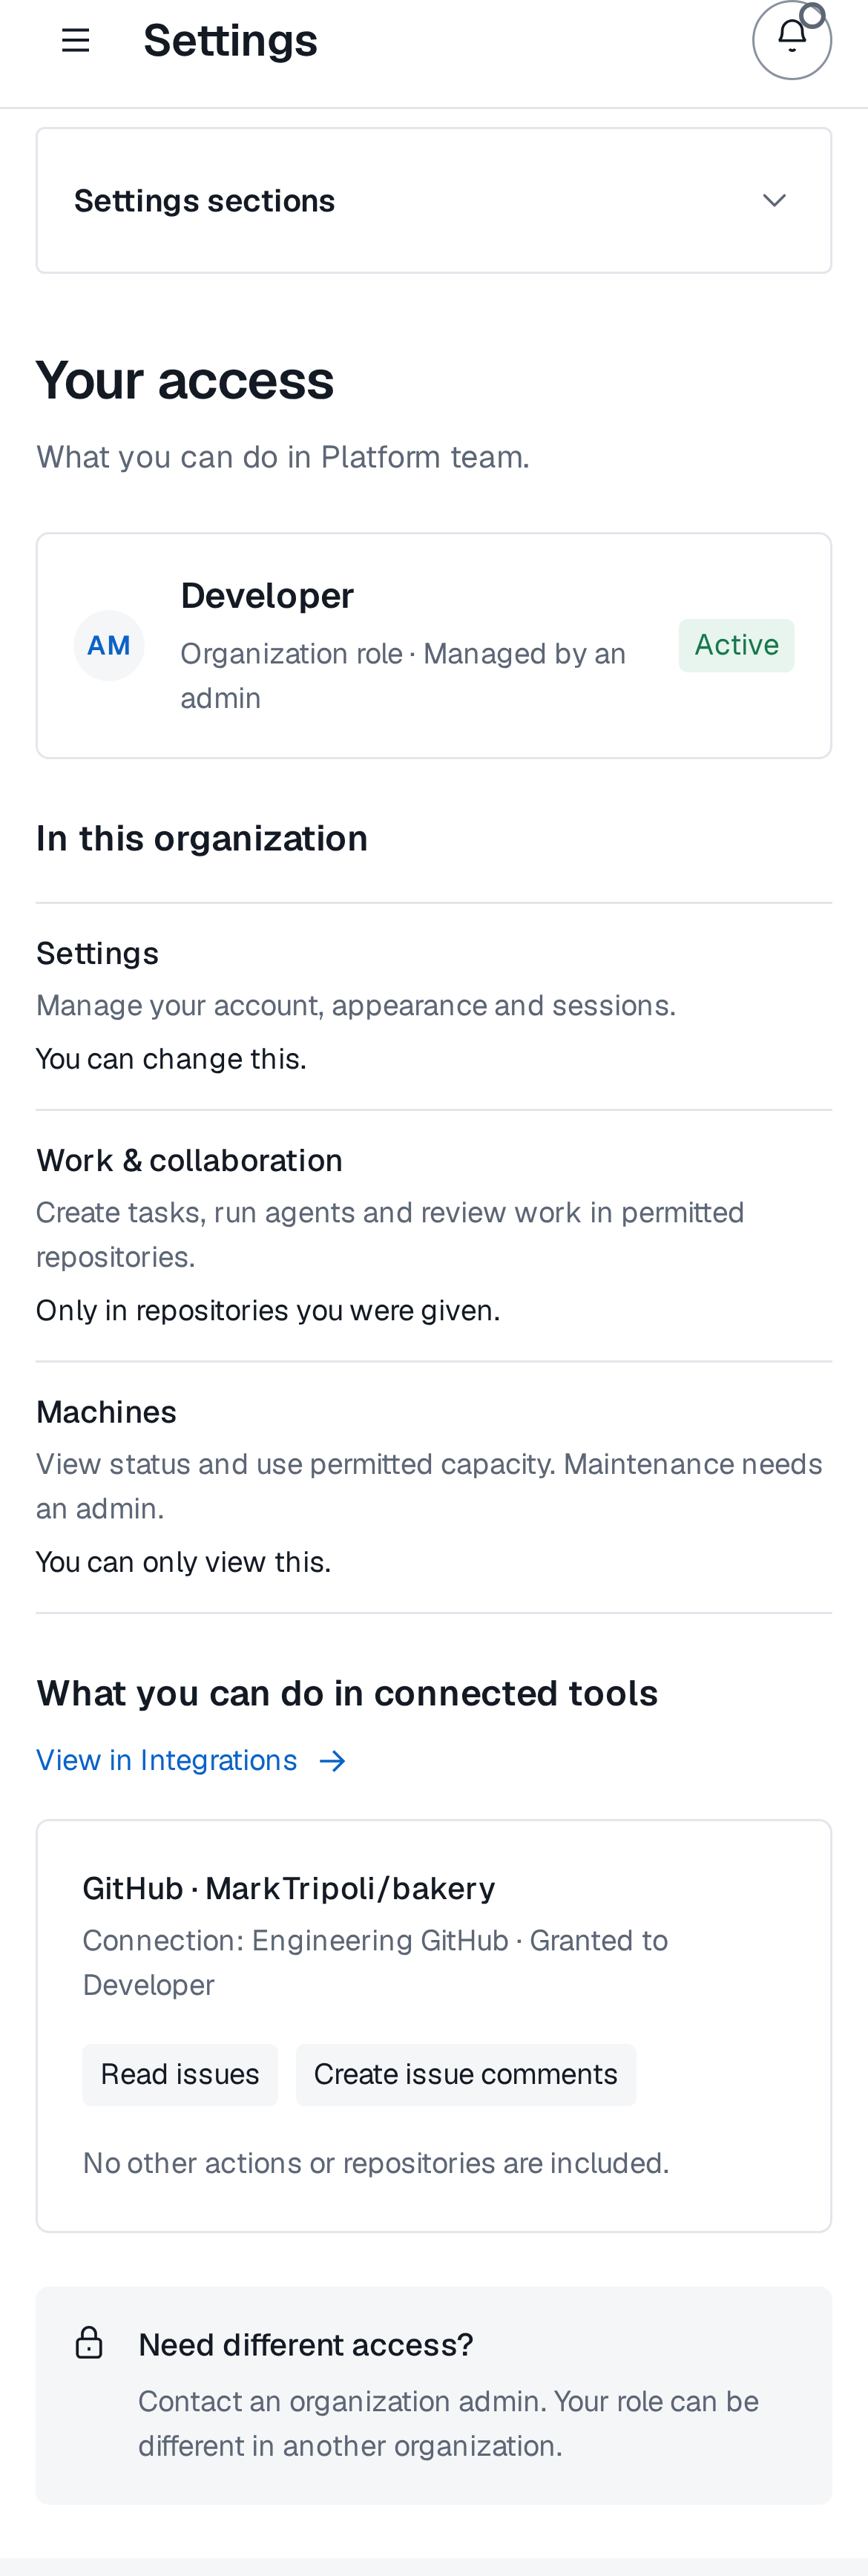 Settings
Settings sections
Your access
What you can do in Platform team.
AM
Developer
Organization role · Managed by an
admin
Active
In this organization
Settings
Manage your account, appearance and sessions.
You can change this.
Work & collaboration
Create tasks, run agents and review work in permitted
repositories.
Only in repositories you were given.
Machines
View status and use permitted capacity. Maintenance needs
an admin.
You can only view this.
What you can do in connected tools
View in Integrations →
GitHub · MarkTripoli/bakery
Connection: Engineering GitHub · Granted to
Developer
Read issues
Create issue comments
No other actions or repositories are included.
Need different access?
Contact an organization admin. Your role can be
different in another organization.